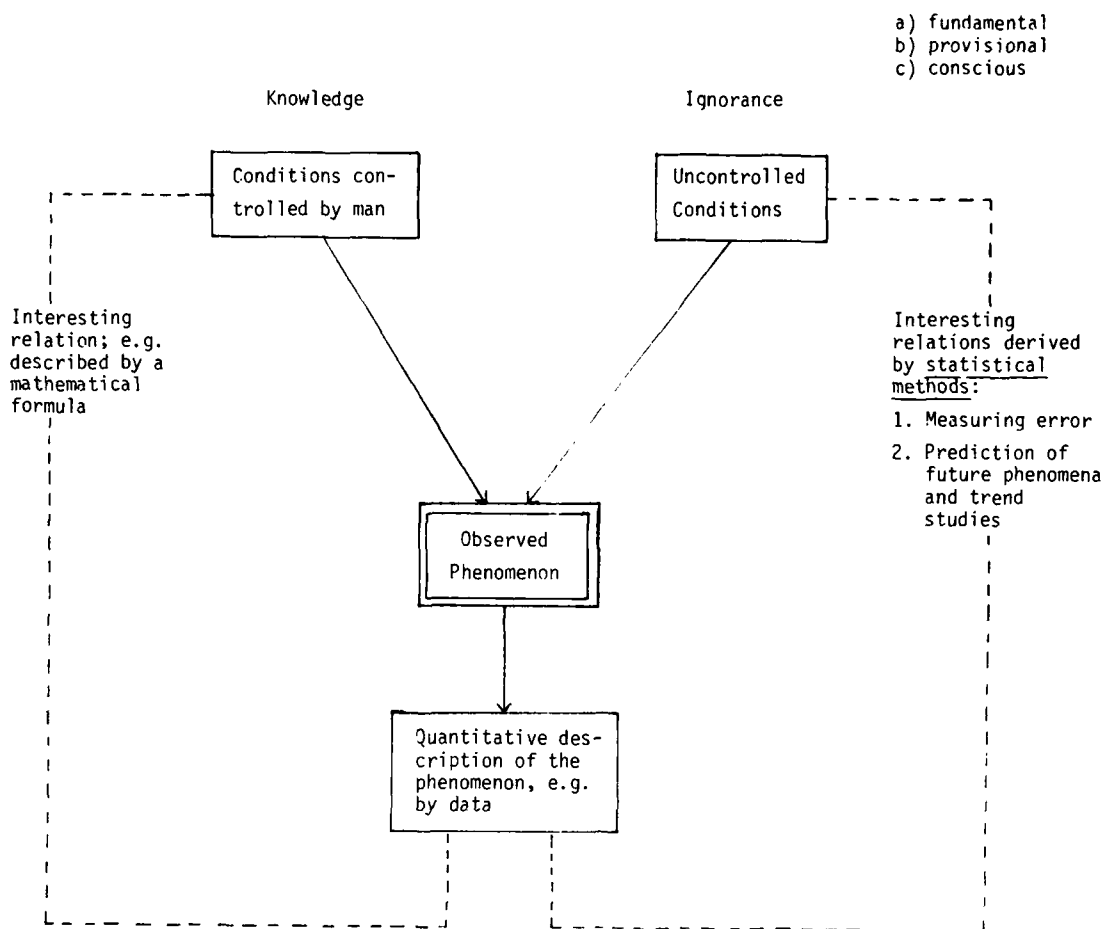 a) fundamental
b) provisional
c) conscious
Knowledge
Ignorance
Conditions con-
trolled by man
Uncontrolled
Conditions
Interesting
relation; e.g.
described by a
mathematical
formula
Interesting
relations derived
by statistical
methods:
1. Measuring error
2. Prediction of
future phenomena
and trend
studies
Observed
Phenomenon
Quantitative des-
cription of the
phenomenon, e.g.
by data